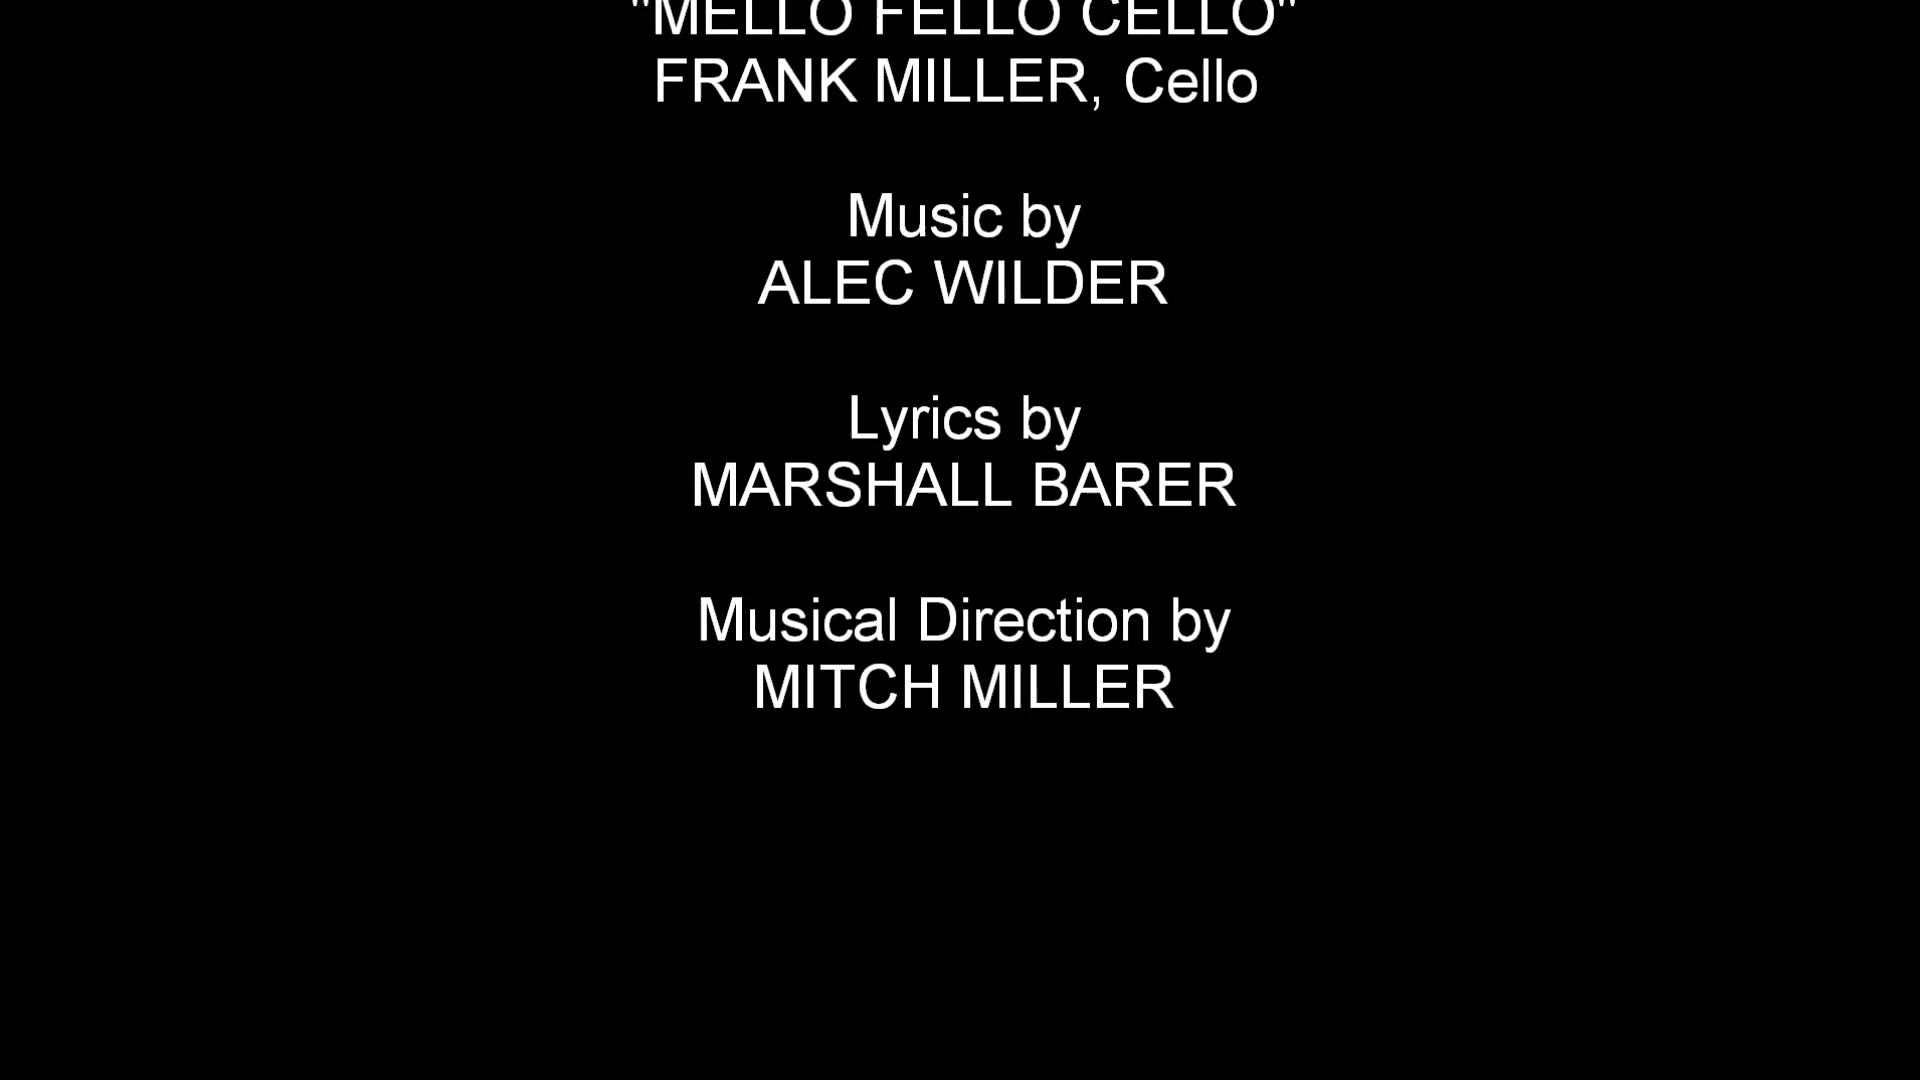 "MELLO FELLO CELLO"
FRANK MILLER, Cello
Music by
ALEC WILDER
Lyrics by
MARSHALL BARER
Musical Direction by
MITCH MILLER